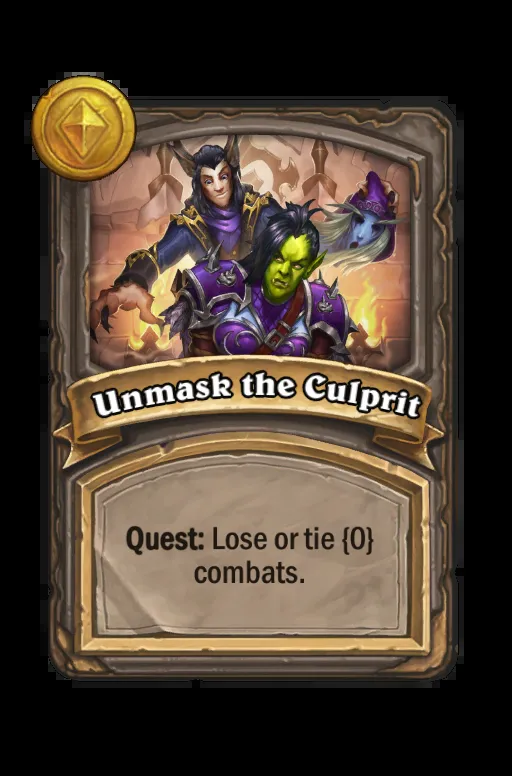 Unmask the Culprit
Quest: Lose or tie {0}
combats.